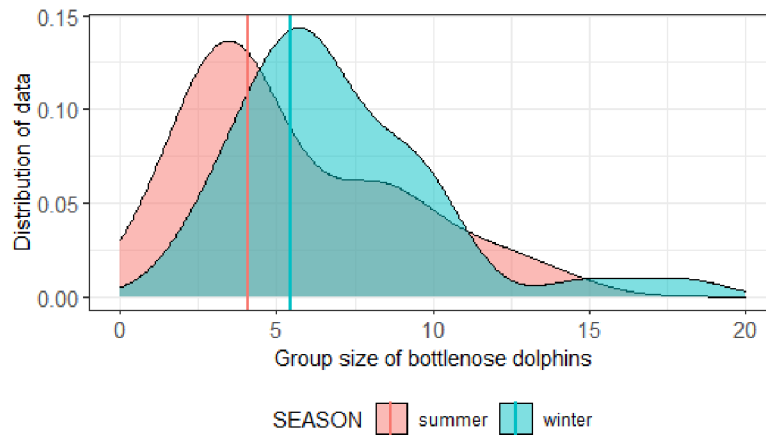 0.15
0.10
0.05
0.00
Distribution of data
0 5 10 15 20
Group size of bottlenose dolphins
SEASON summer winter